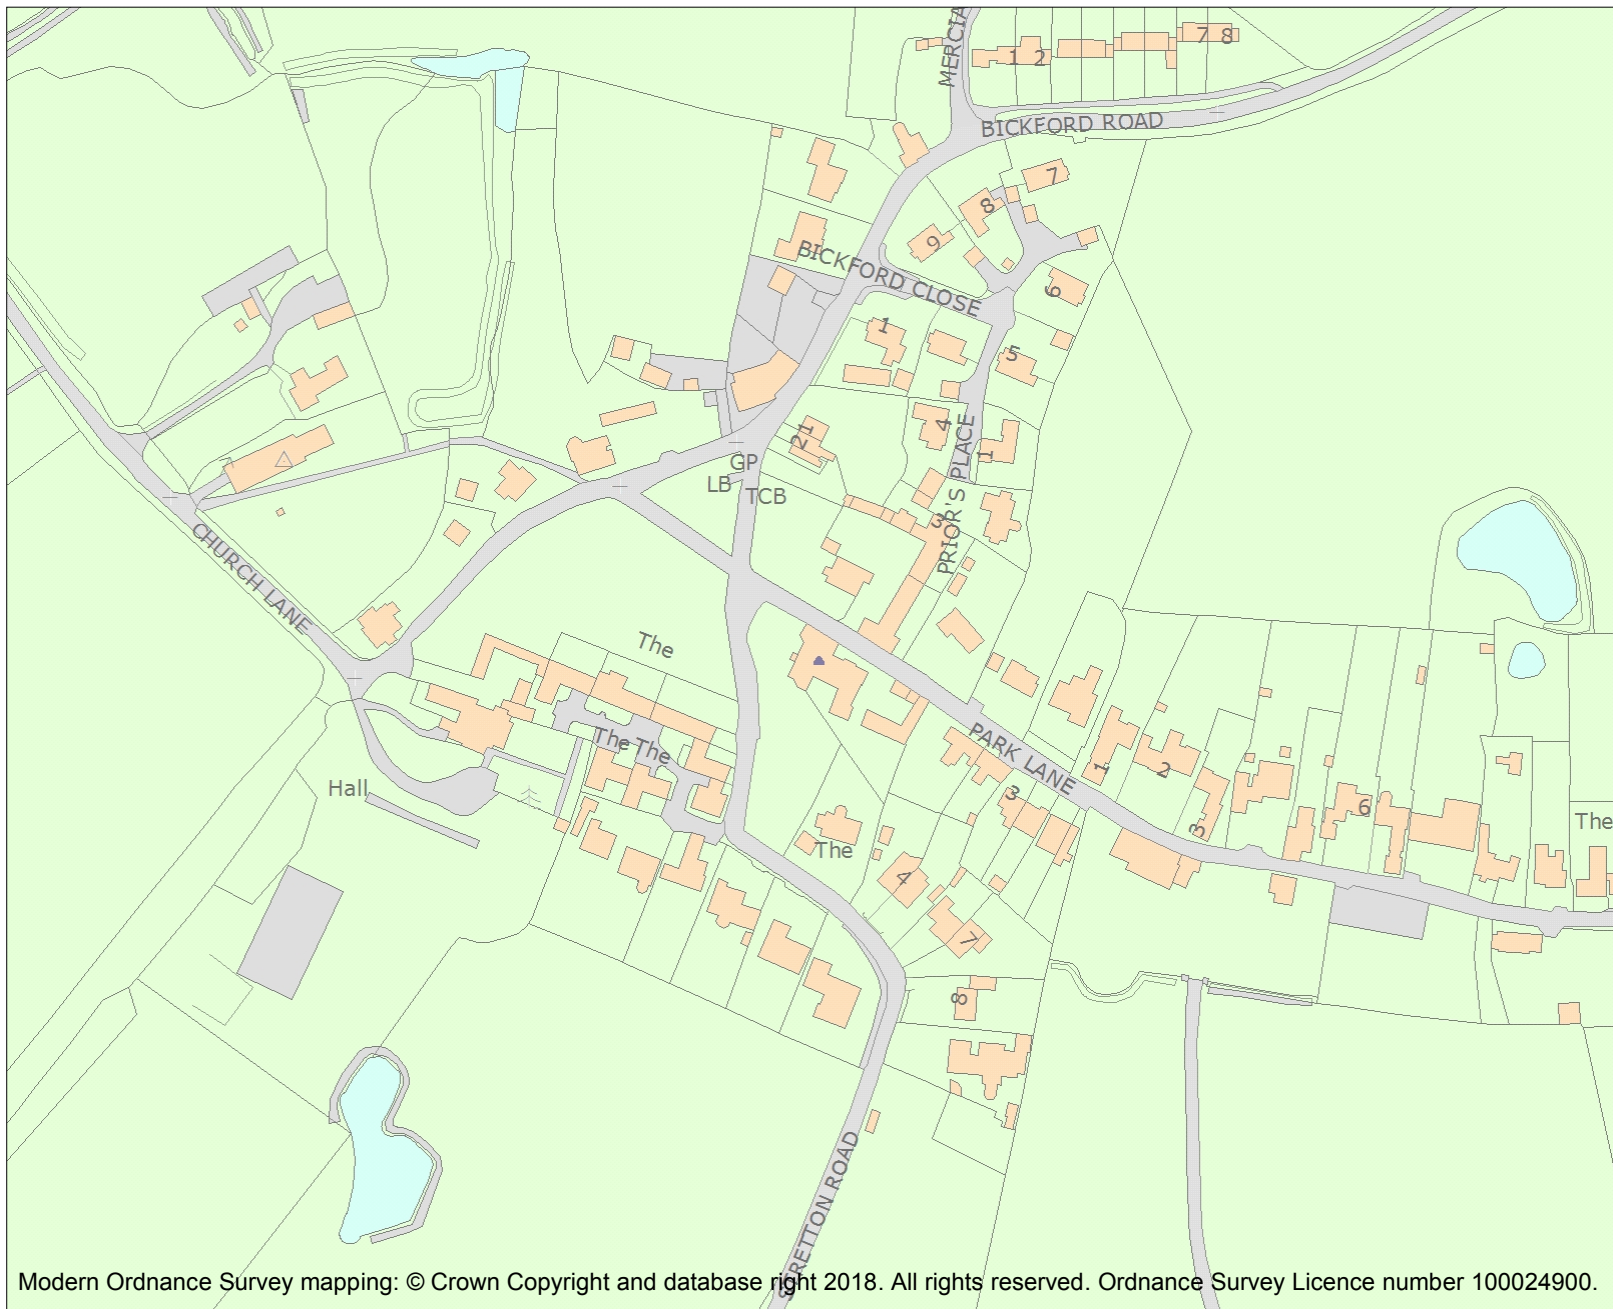 MERCIA
1 2
7 8
BICKFORD ROAD
7
8
9
BICKFORD CLOSE
6
1
5
4
21
1
PRIOR'S PLACE
GP
LB
TCB
3
CHURCH LANE
The
The The
Hall
PARK LANE
1
2
3
3
6
The
The
4
7
8
STRETTON ROAD
Modern Ordnance Survey mapping: © Crown Copyright and database right 2018. All rights reserved. Ordnance Survey Licence number 100024900.